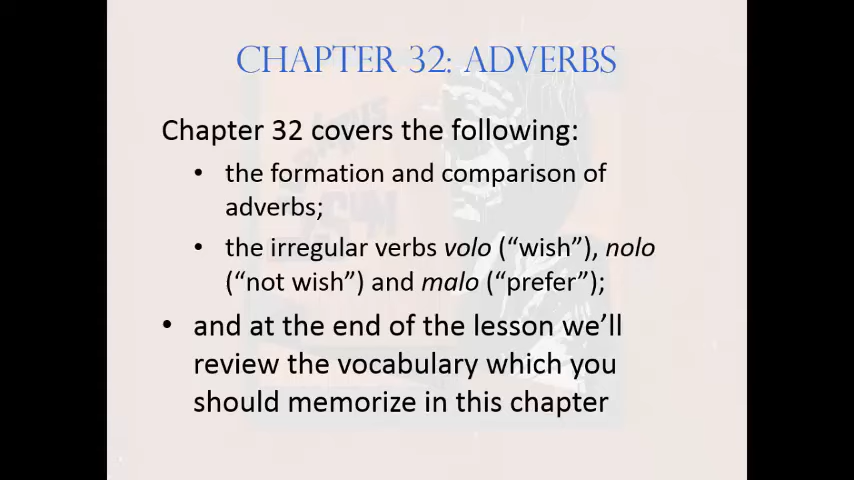 CHAPTER 32: ADVERBS
Chapter 32 covers the following:
• the formation and comparison of
adverbs;
• the irregular verbs volo (“wish”), nolo
(“not wish”) and malo (“prefer”);
• and at the end of the lesson we’ll
review the vocabulary which you
should memorize in this chapter